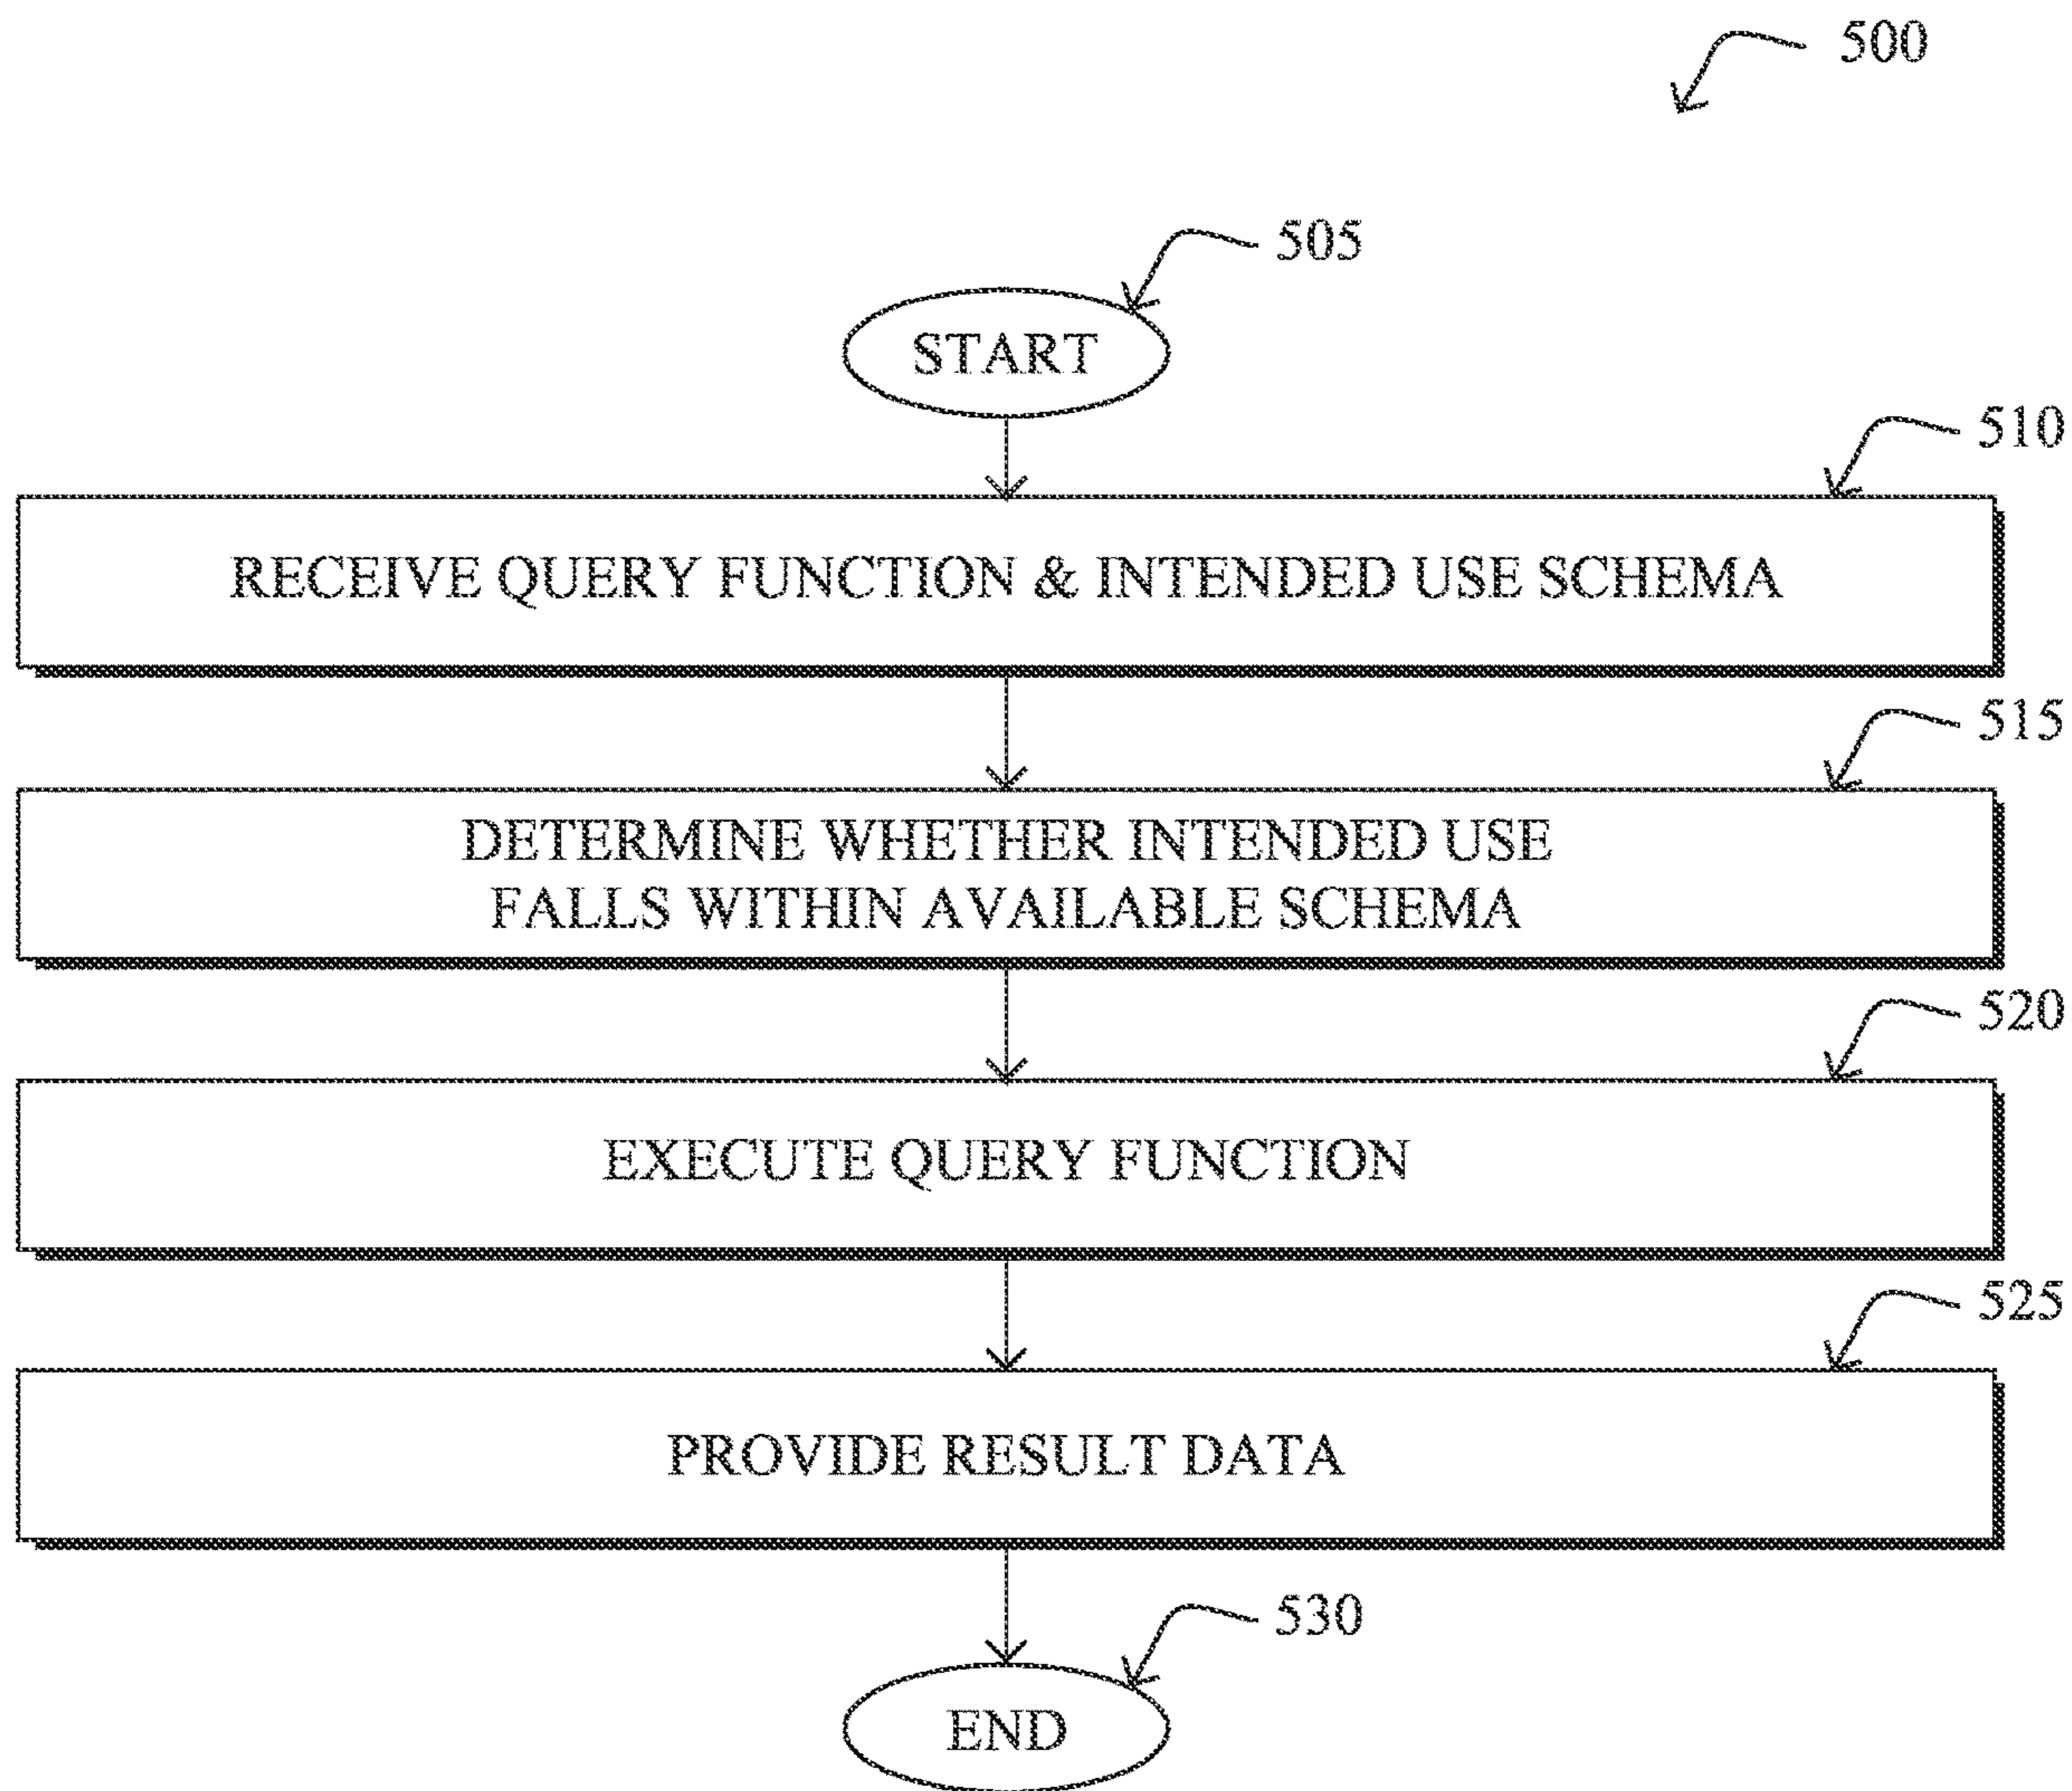 500
505
START
510
RECEIVE QUERY FUNCTION & INTENDED USE SCHEMA
515
DETERMINE WHETHER INTENDED USE
FALLS WITHIN AVAILABLE SCHEMA
520
EXECUTE QUERY FUNCTION
525
PROVIDE RESULT DATA
530
END